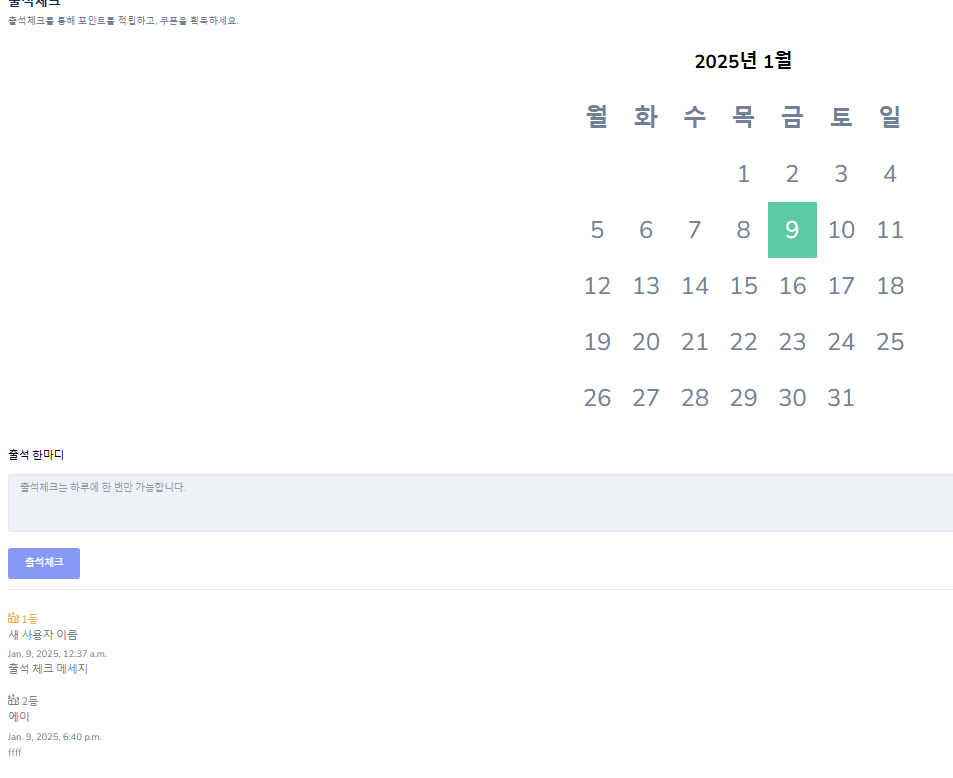 출석체크
출석체크를 통해 포인트를 적립하고, 쿠폰을 획득하세요.
2025년 1월
월 화 수 목 금 토 일
1 2 3 4
5 6 7 8 9 10 11
12 13 14 15 16 17 18
19 20 21 22 23 24 25
26 27 28 29 30 31
출석 한마디
출석체크는 하루에 한 번만 가능합니다.
출석체크
1등
새 사용자 이름
Jan. 9, 2025, 12:37 a.m.
출석 체크 메세지
2등
에이
Jan. 9, 2025, 6:40 p.m.
ffff